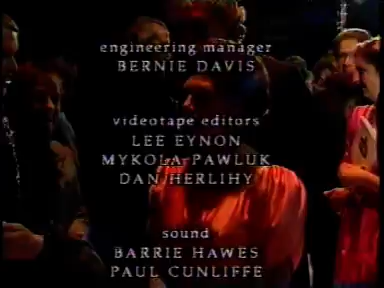 engineering manager
BERNIE DAVIS
videotape editors
LEE EYNON
MYKOLA PAWLUK
DAN HERLIHY
sound
BARRIE HAWES
PAUL CUNLIFFE